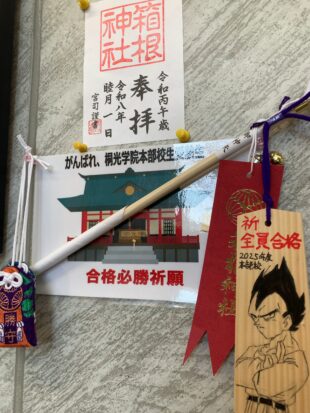 箱根
神社
奉拝
令和丙午歳
令和八年
睦月一日
宮司謹書
がんばれ、桐光学院本部校生
合格必勝祈願
勝守
祈
全員合格
2025年度
本部校